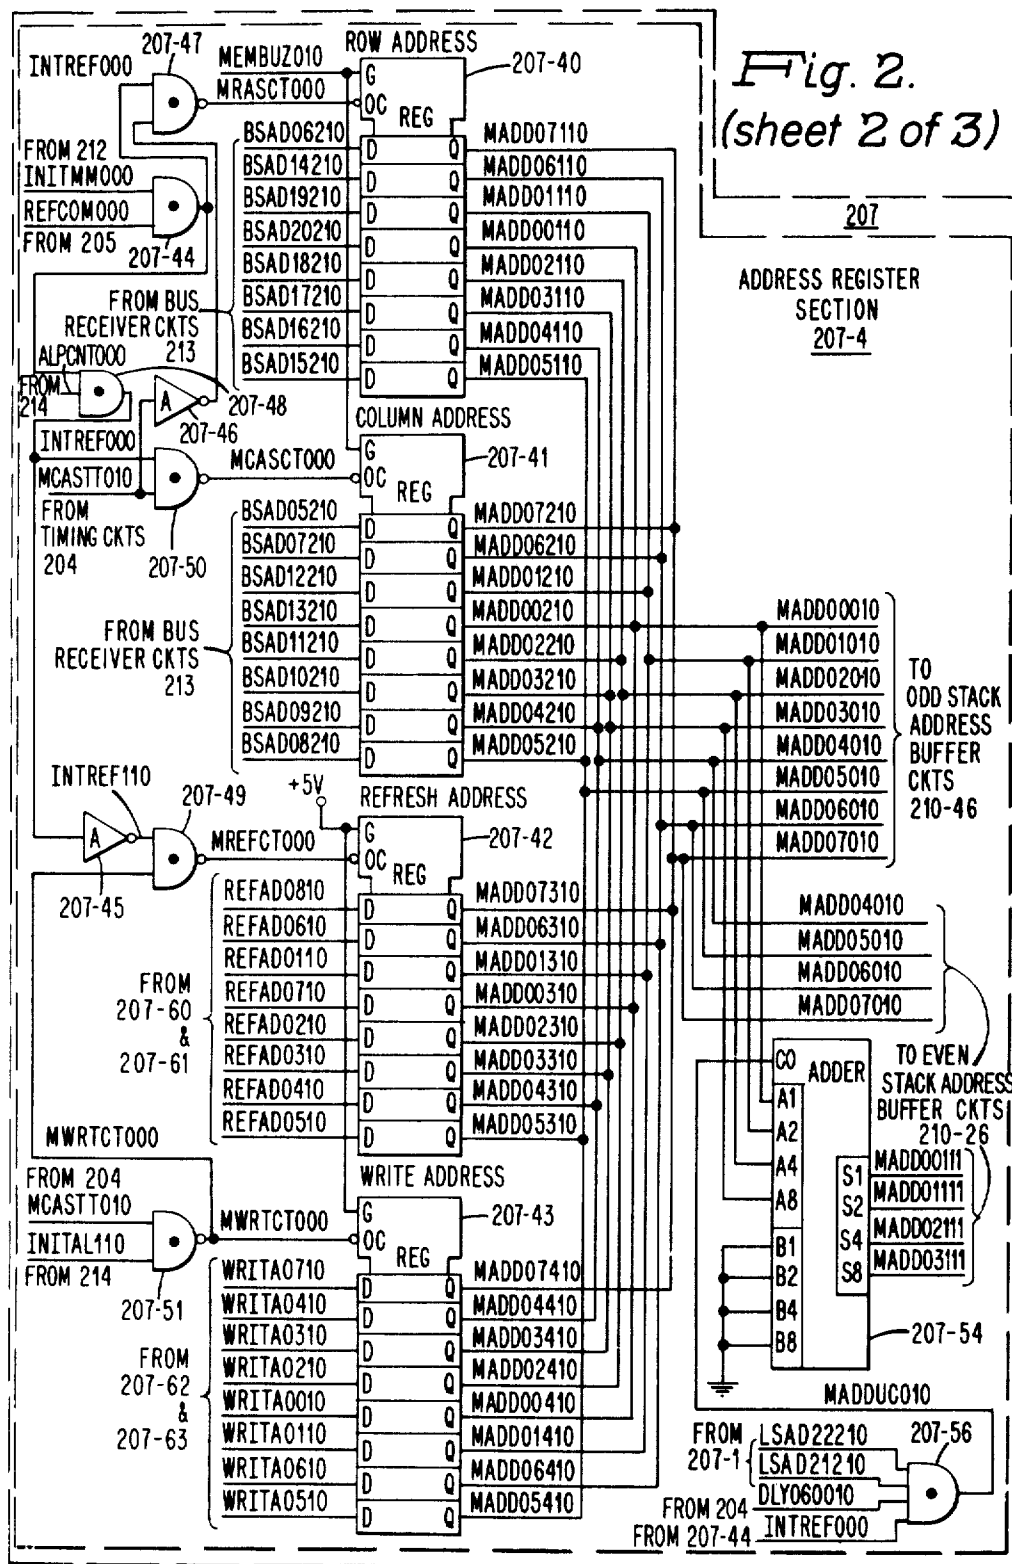 Fig. 2.
(sheet 2 of 3)
207
ADDRESS REGISTER
SECTION
207-4
207-47
INTREF000
FROM 212
INITMM000
REFCOM000
FROM 205
207-44
MEMBUZ010
MRASCT000
ROW ADDRESS
207-40
G
OC
REG
BSAD06210 D Q MADD07110
BSAD14210 D Q MADD06110
BSAD19210 D Q MADD01110
BSAD20210 D Q MADD00110
BSAD18210 D Q MADD02110
BSAD17210 D Q MADD03110
BSAD16210 D Q MADD04110
BSAD15210 D Q MADD05110
FROM BUS
RECEIVER CKTS
213
ALPCNT000
FROM
214
207-48
A
207-46
INTREF000
MCASTT010
FROM
TIMING CKTS
204
207-50
MCASCT000
COLUMN ADDRESS
207-41
G
OC
REG
BSAD05210 D Q MADD07210
BSAD07210 D Q MADD06210
BSAD12210 D Q MADD01210
BSAD13210 D Q MADD00210
BSAD11210 D Q MADD02210
BSAD10210 D Q MADD03210
BSAD09210 D Q MADD04210
BSAD08210 D Q MADD05210
FROM BUS
RECEIVER CKTS
213
MADD00010
MADD01010
MADD02010
MADD03010
MADD04010
MADD05010
MADD06010
MADD07010
TO
ODD STACK
ADDRESS
BUFFER
CKTS
210-46
INTREF110
A
207-45
207-49
MREFCT000
+5V
REFRESH ADDRESS
207-42
G
OC
REG
REFAD0810 D Q MADD07310
REFAD0610 D Q MADD06310
REFAD0110 D Q MADD01310
REFAD0710 D Q MADD00310
REFAD0210 D Q MADD02310
REFAD0310 D Q MADD03310
REFAD0410 D Q MADD04310
REFAD0510 D Q MADD05310
FROM
207-60
&
207-61
MADD04010
MADD05010
MADD06010
MADD07010
TO EVEN
STACK ADDRESS
BUFFER CKTS
210-26
CO
ADDER
A1
A2
A4
A8
B1
B2
B4
B8
S1 MADD00111
S2 MADD01111
S4 MADD02111
S8 MADD03111
207-54
MWRTCT000
FROM 204
MCASTT010
INITAL110
FROM 214
207-51
MWRTCT000
WRITE ADDRESS
207-43
G
OC
REG
WRITA0710 D Q MADD07410
WRITA0410 D Q MADD04410
WRITA0310 D Q MADD03410
WRITA0210 D Q MADD02410
WRITA0010 D Q MADD00410
WRITA0110 D Q MADD01410
WRITA0610 D Q MADD06410
WRITA0510 D Q MADD05410
FROM
207-62
&
207-63
MADDUC010
207-56
FROM
207-1
LSAD22210
LSAD21210
DLY060010
FROM 204
INTREF000
FROM 207-44